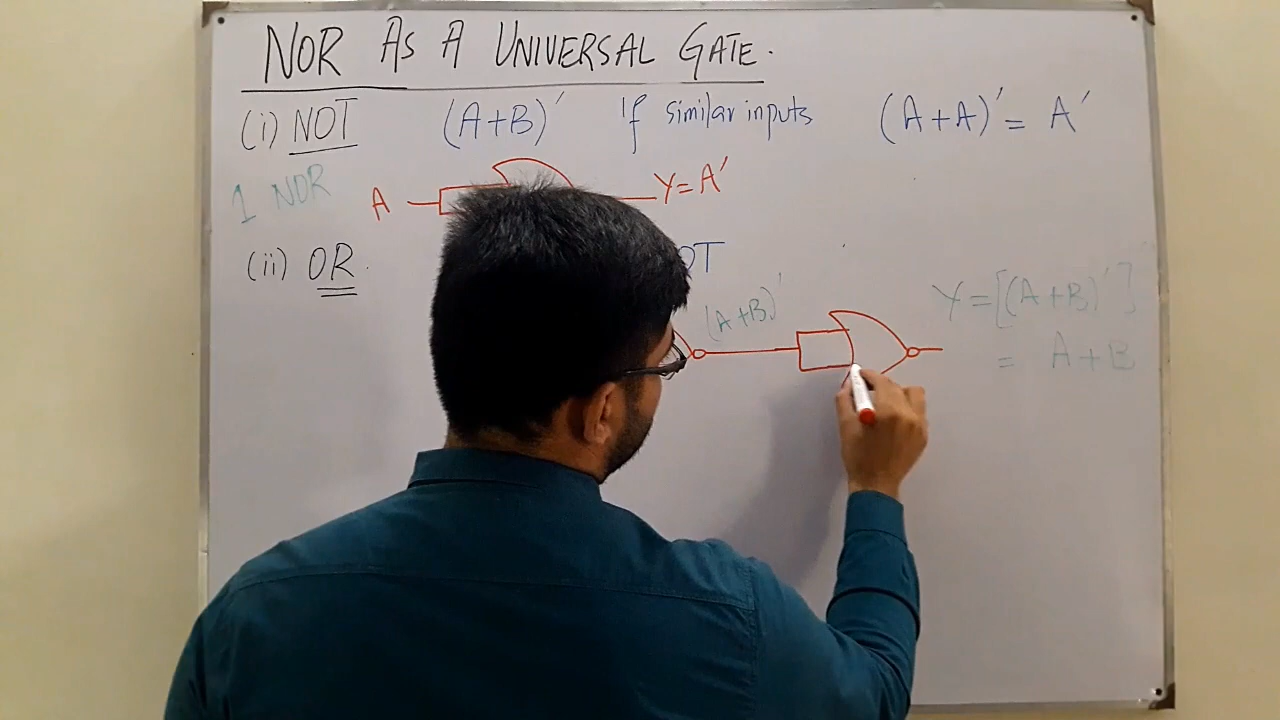 NOR AS A UNIVERSAL GATE.
(i) NOT (A+B)' If similar inputs (A+A)' = A'
1 NOR A Y=A'
(ii) OR.
(A+B)' Y=[(A+B)']
= A+B